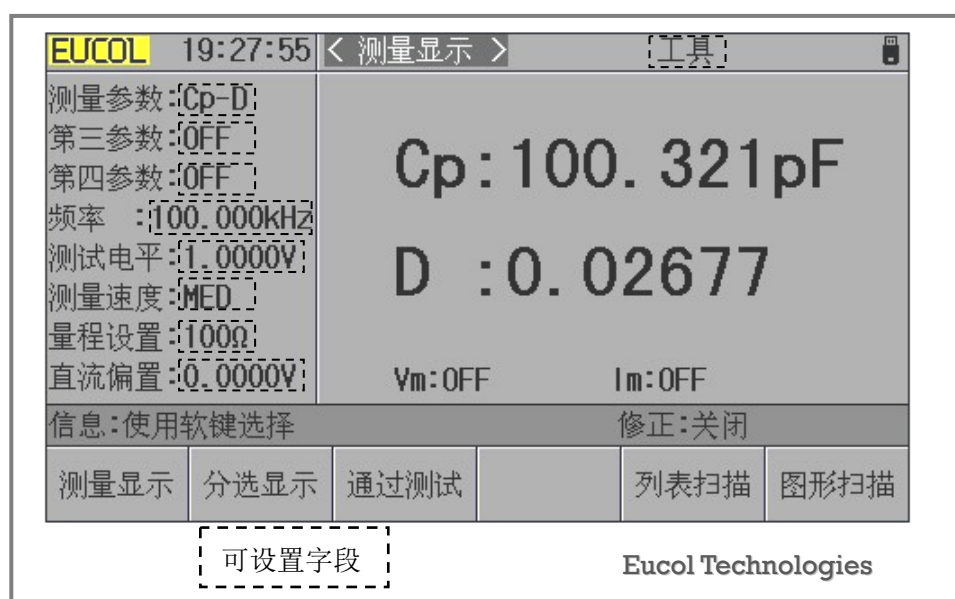 EUCOL 19:27:55 < 测量显示 > 工具
测量参数:Cp-D
第三参数:OFF
第四参数:OFF
频率 :100.000kHz
测试电平:1.0000V
测量速度:MED
量程设置:100Ω
直流偏置:0.0000V
Cp:100.321pF
D :0.02677
Vm:OFF Im:OFF
信息:使用软键选择 修正:关闭
测量显示 分选显示 通过测试 列表扫描 图形扫描
可设置字段
Eucol Technologies